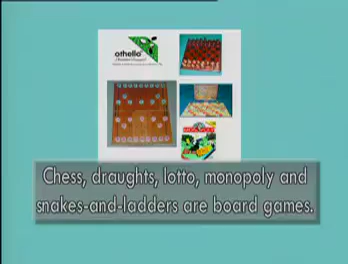 othello
Chess, draughts, lotto, monopoly and
snakes-and-ladders are board games.